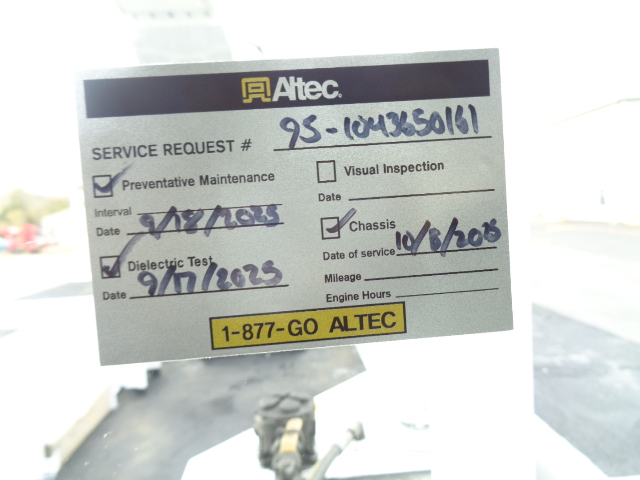 Altec
SERVICE REQUEST # 95-1043650161
Preventative Maintenance
Interval
Date 9/18/2025
Dielectric Test
Date 9/17/2025
Visual Inspection
Date
Chassis
Date of service 10/8/2025
Mileage
Engine Hours
1-877-GO ALTEC